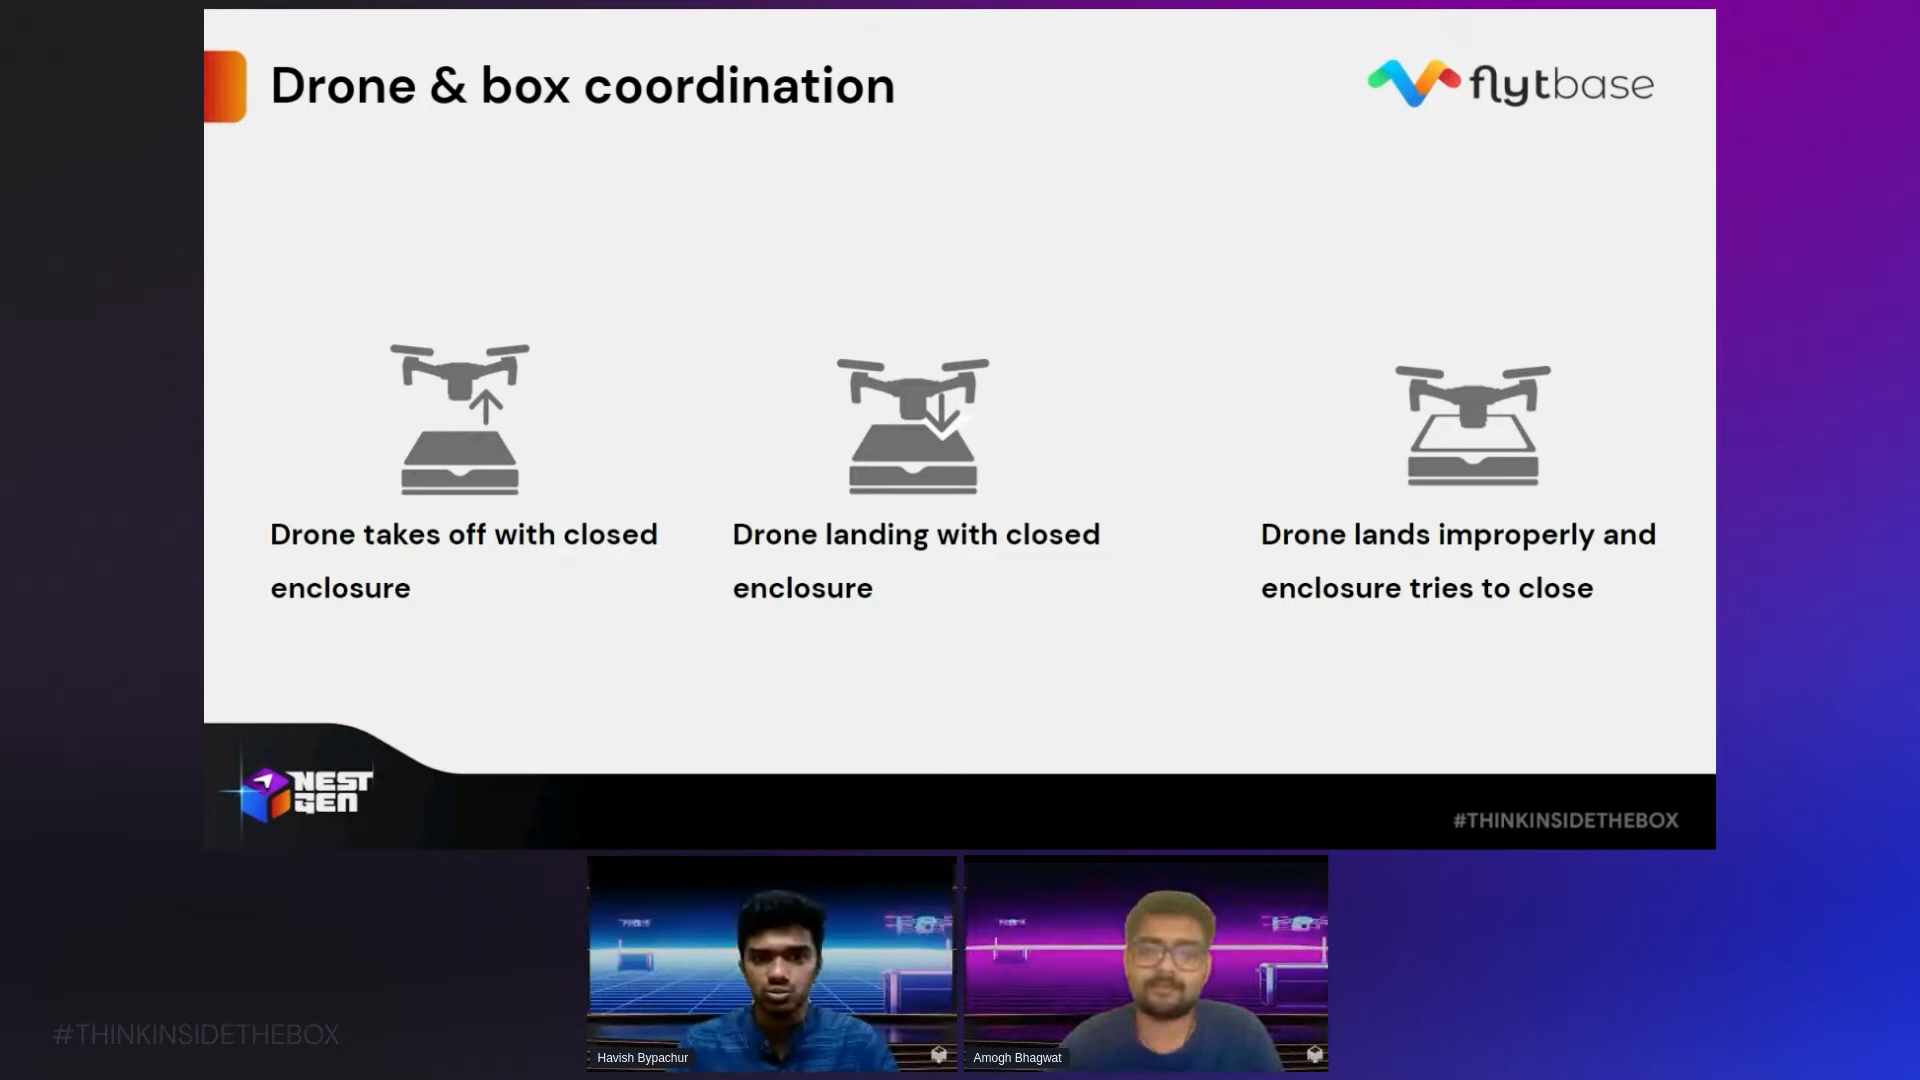 Drone & box coordination
flytbase
Drone takes off with closed
enclosure
Drone landing with closed
enclosure
Drone lands improperly and
enclosure tries to close
NEST
GEN
#THINKINSIDETHEBOX
Havish Bypachur
Amogh Bhagwat
#THINKINSIDETHEBOX